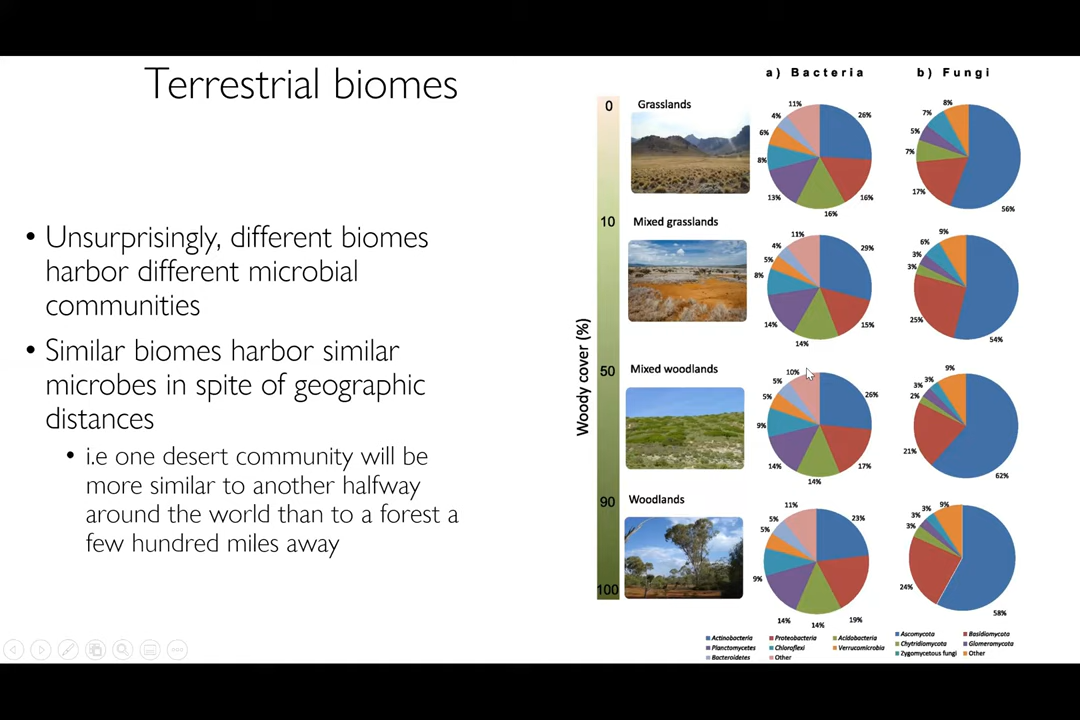 Terrestrial biomes
• Unsurprisingly, different biomes
harbor different microbial
communities
• Similar biomes harbor similar
microbes in spite of geographic
distances
• i.e one desert community will be
more similar to another halfway
around the world than to a forest a
few hundred miles away
a) Bacteria
b) Fungi
Woody cover (%)
0
10
50
90
100
Grasslands
11%
26%
4%
6%
8%
13%
16%
16%
8%
7%
5%
7%
17%
56%
Mixed grasslands
11%
29%
4%
5%
8%
14%
14%
15%
9%
6%
3%
3%
25%
54%
Mixed woodlands
10%
26%
5%
5%
9%
14%
14%
17%
9%
3%
3%
2%
21%
62%
Woodlands
11%
23%
5%
5%
9%
14%
14%
19%
9%
3%
3%
3%
24%
58%
Actinobacteria Proteobacteria Acidobacteria
Planctomycetes Chloroflexi Verrucomicrobia
Bacteroidetes Other
Ascomycota Basidiomycota
Chytridiomycota Glomeromycota
Zygomycetous fungi Other